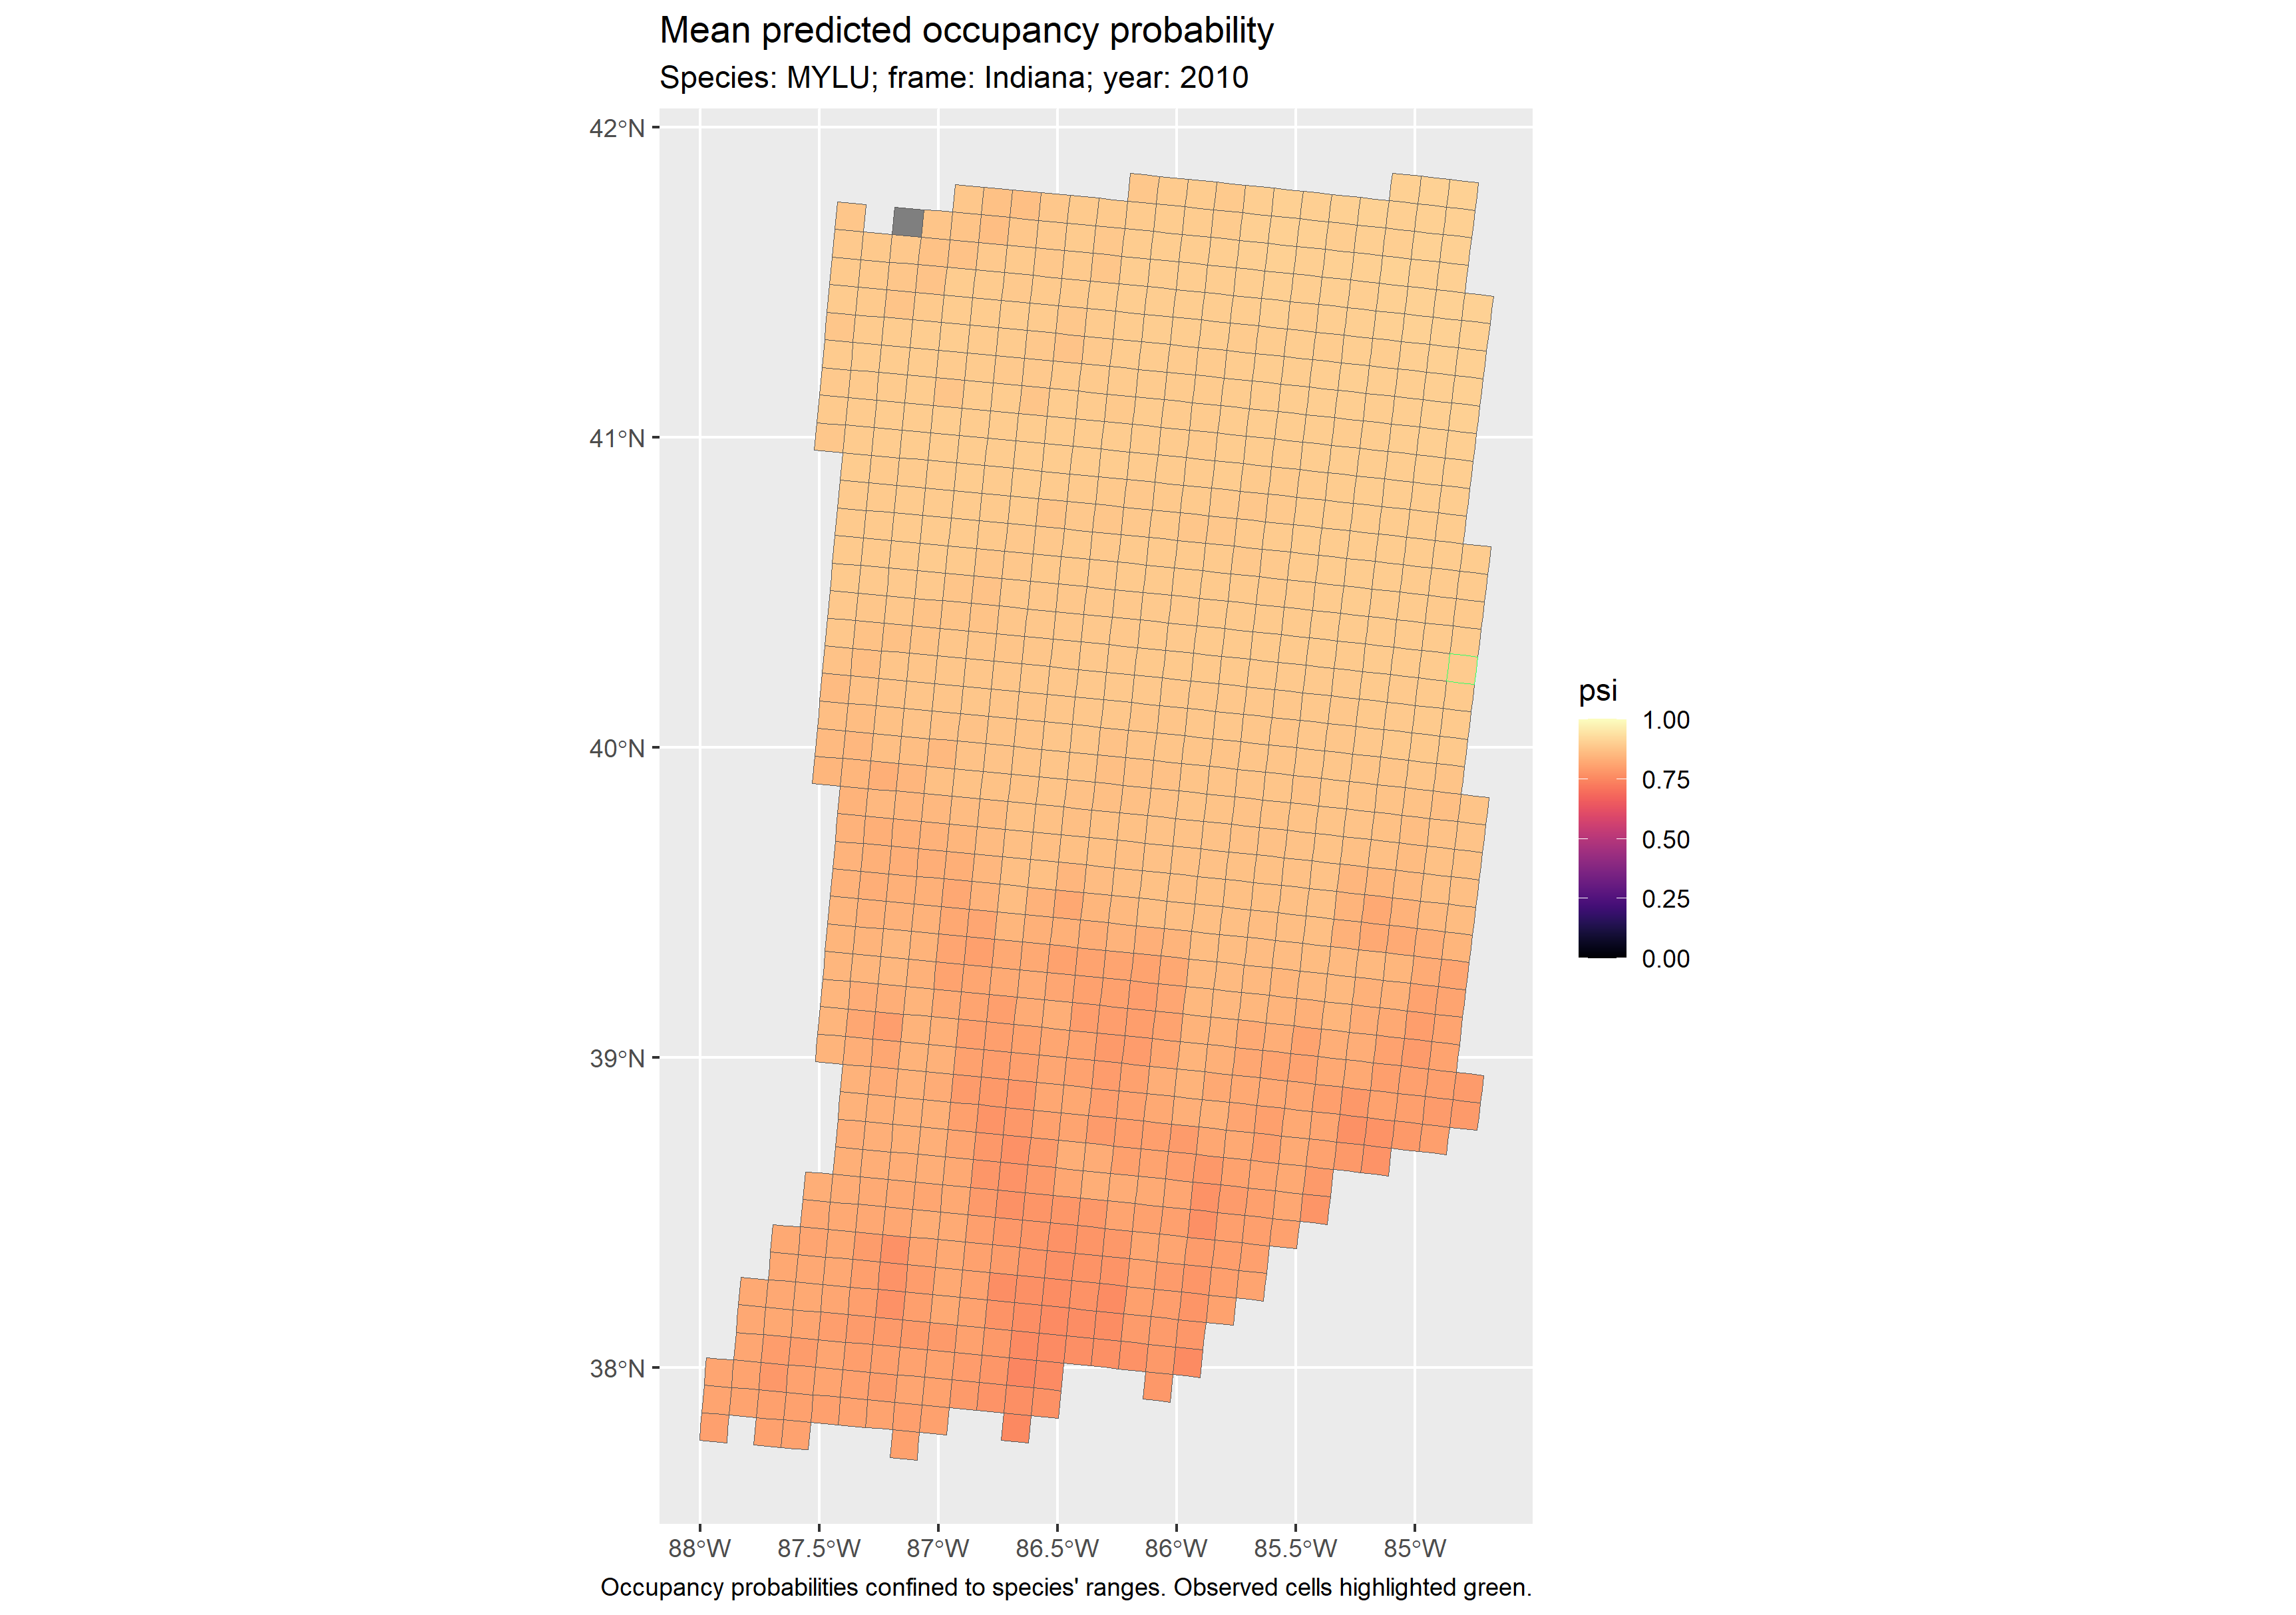 Mean predicted occupancy probability
Species: MYLU; frame: Indiana; year: 2010
42°N
41°N
40°N
39°N
38°N
88°W
87.5°W
87°W
86.5°W
86°W
85.5°W
85°W
psi
1.00
0.75
0.50
0.25
0.00
Occupancy probabilities confined to species' ranges. Observed cells highlighted green.